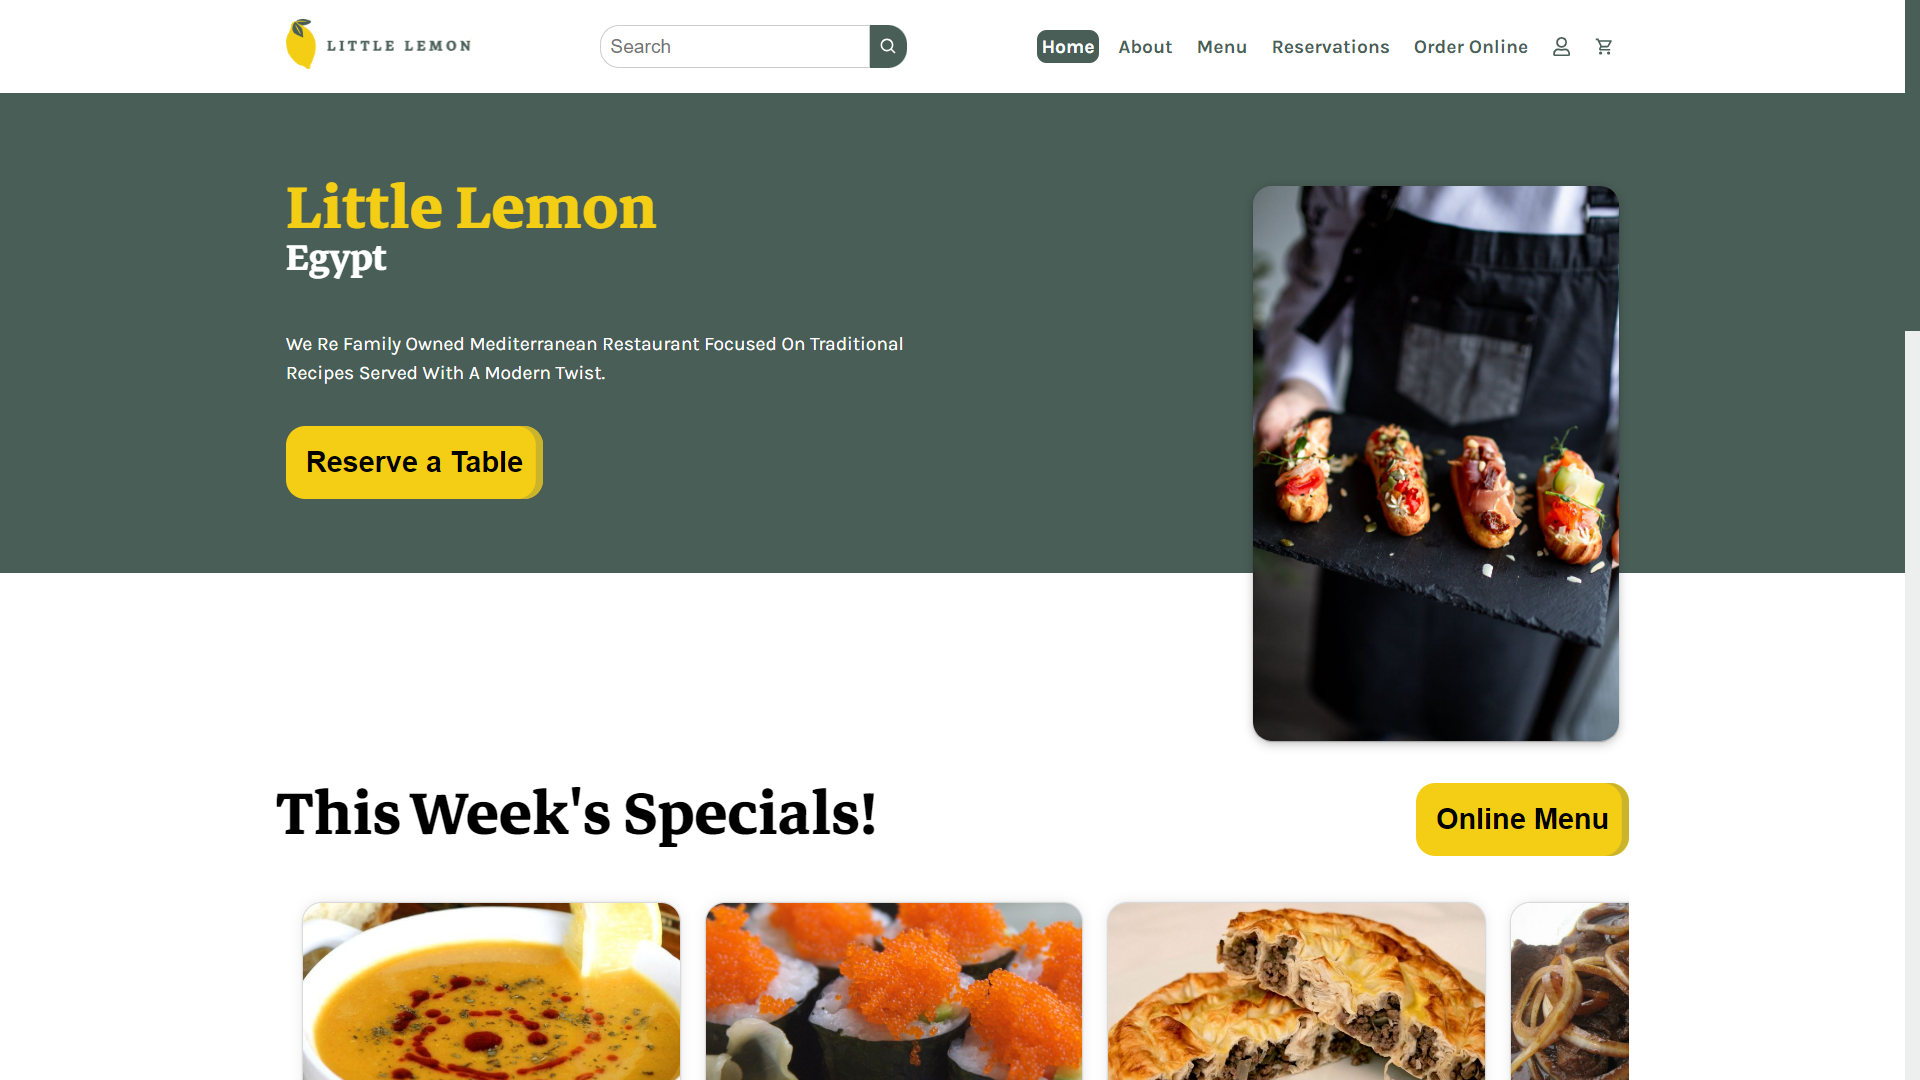 LITTLE LEMON
Search
Home
About
Menu
Reservations
Order Online
Little Lemon
Egypt
We Re Family Owned Mediterranean Restaurant Focused On Traditional
Recipes Served With A Modern Twist.
Reserve a Table
This Week's Specials!
Online Menu